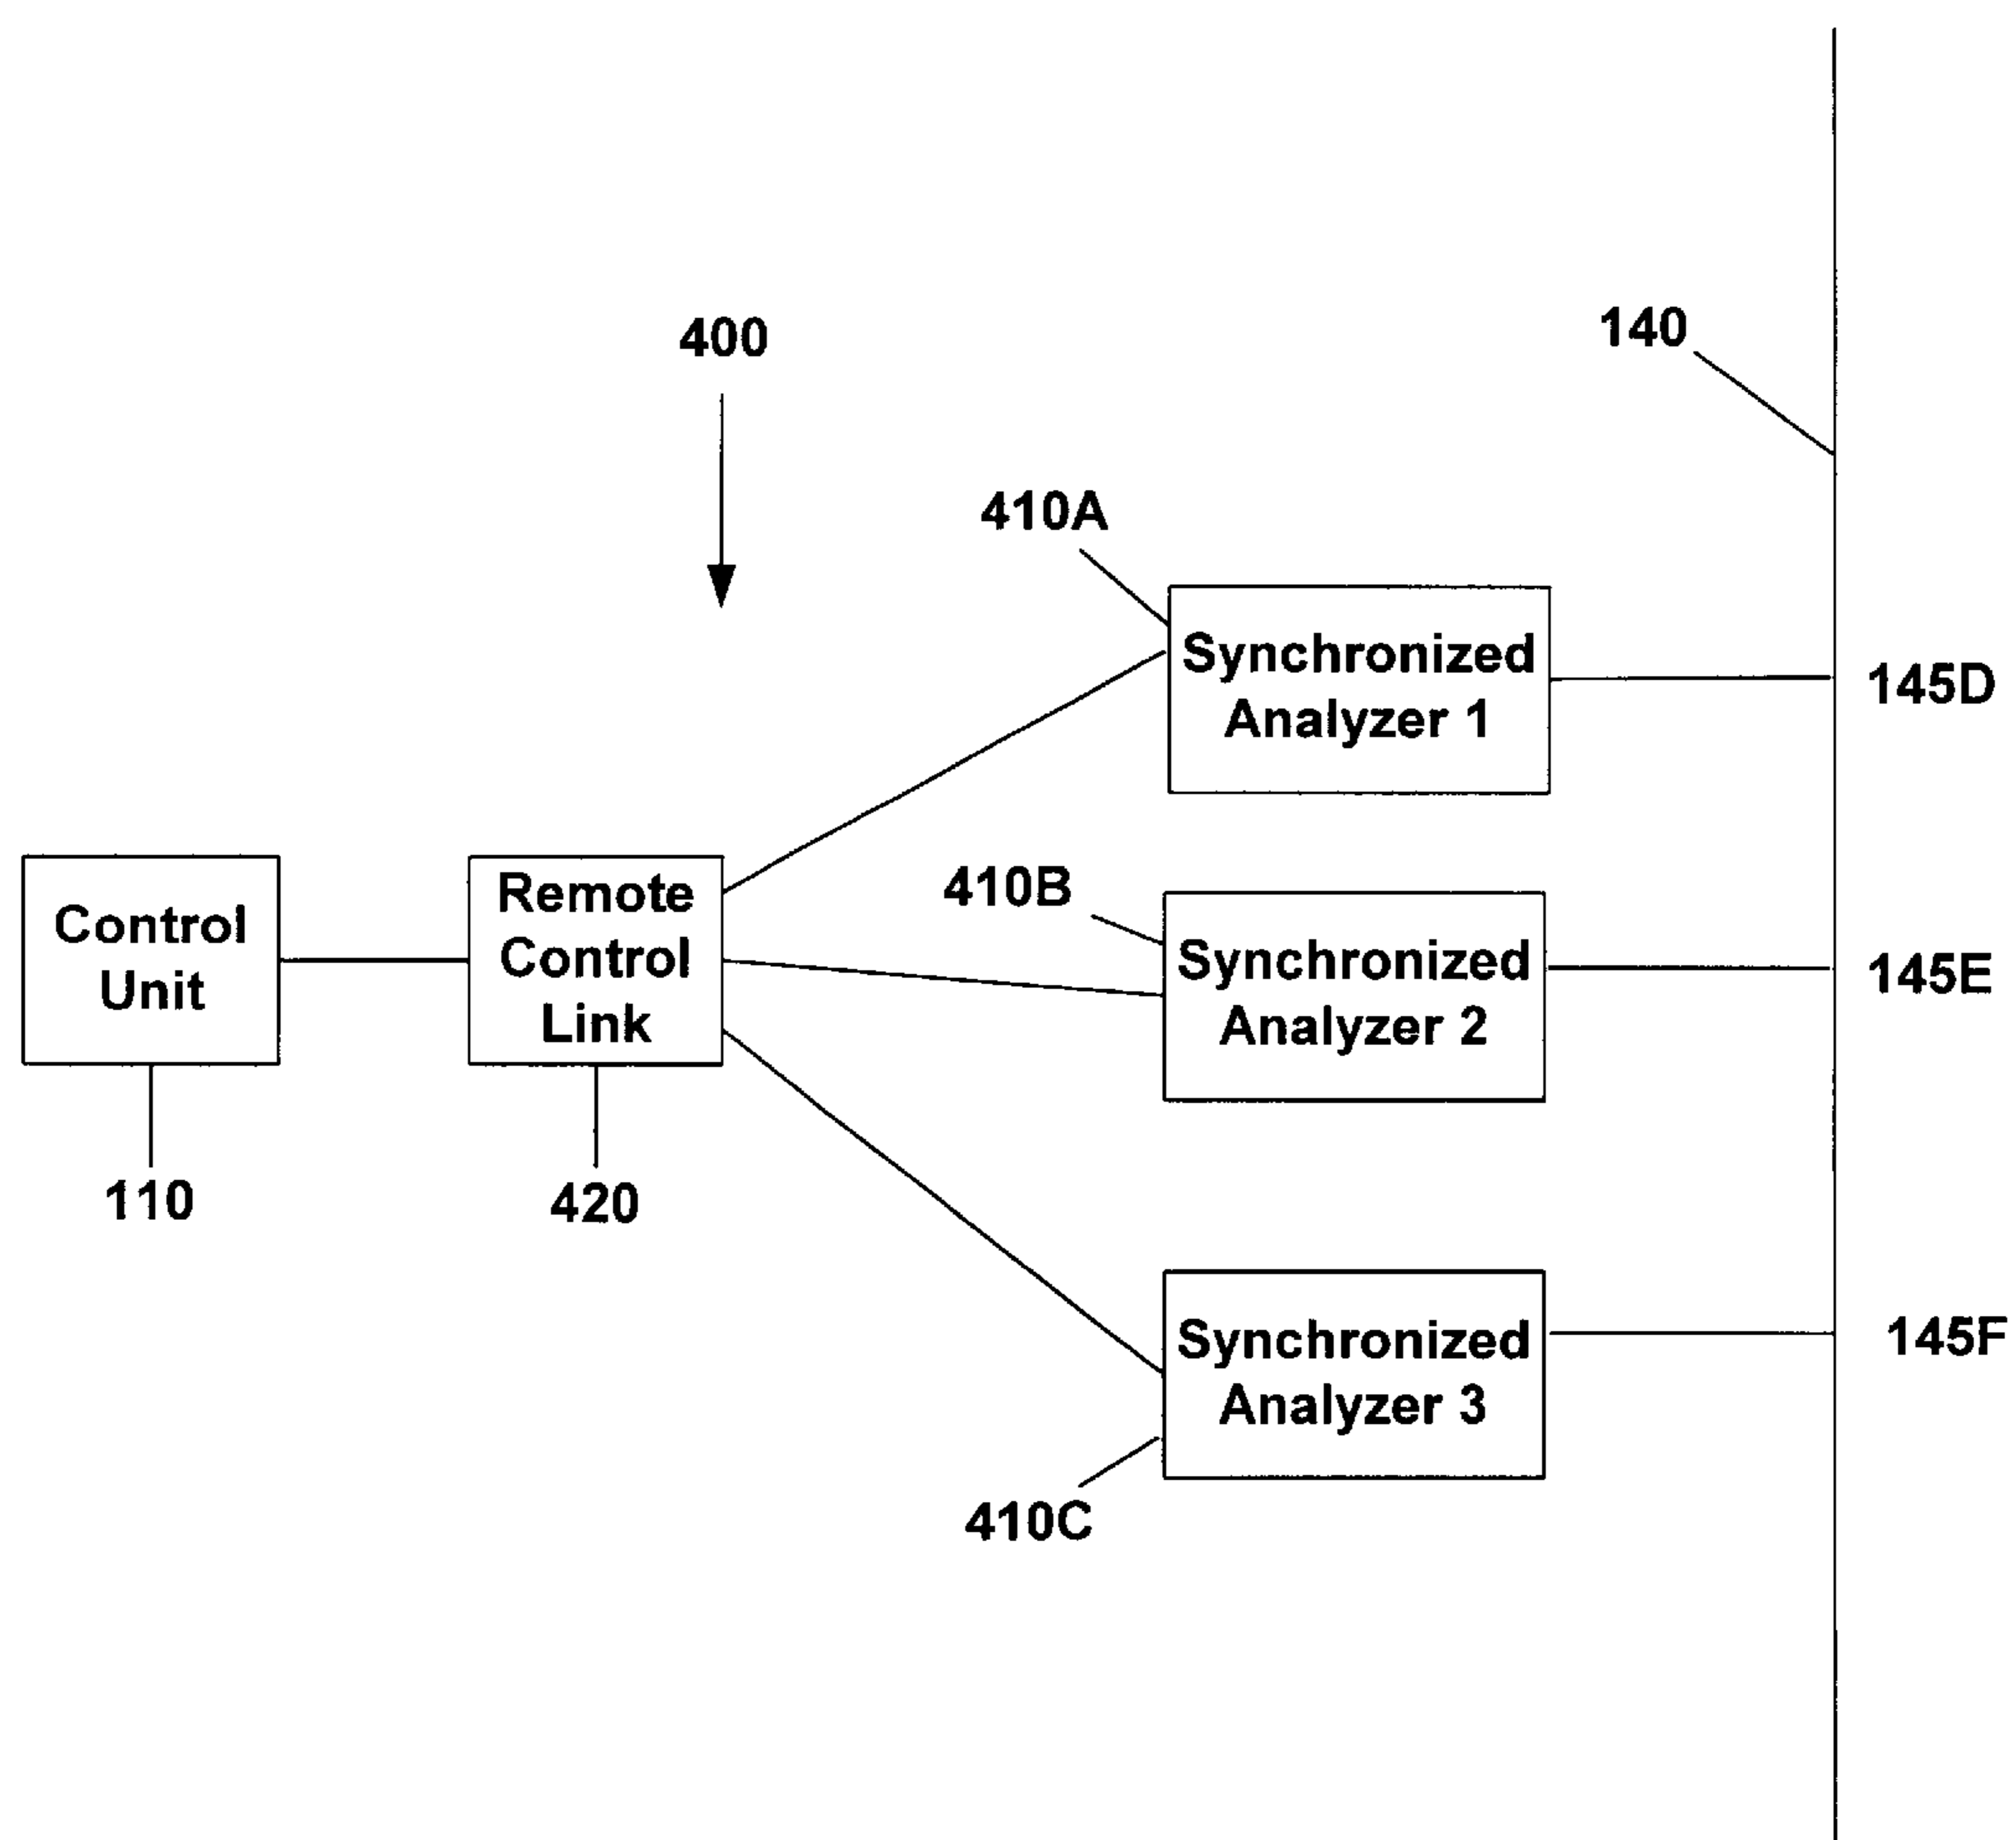 400
140
410A
Synchronized
Analyzer 1
145D
410B
Control
Unit
Remote
Control
Link
Synchronized
Analyzer 2
145E
110
420
Synchronized
Analyzer 3
145F
410C